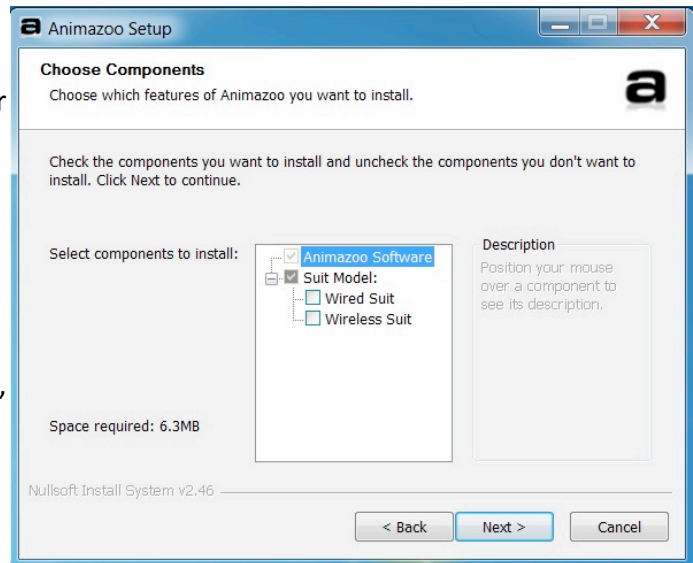 Animazoo Setup
Choose Components
Choose which features of Animazoo you want to install.
a
r
Check the components you want to install and uncheck the components you don't want to
install. Click Next to continue.
Select components to install:
Animazoo Software
Suit Model:
Wired Suit
Wireless Suit
Description
Position your mouse
over a component to
see its description.
,
Space required: 6.3MB
Nullsoft Install System v2.46
< Back
Next >
Cancel